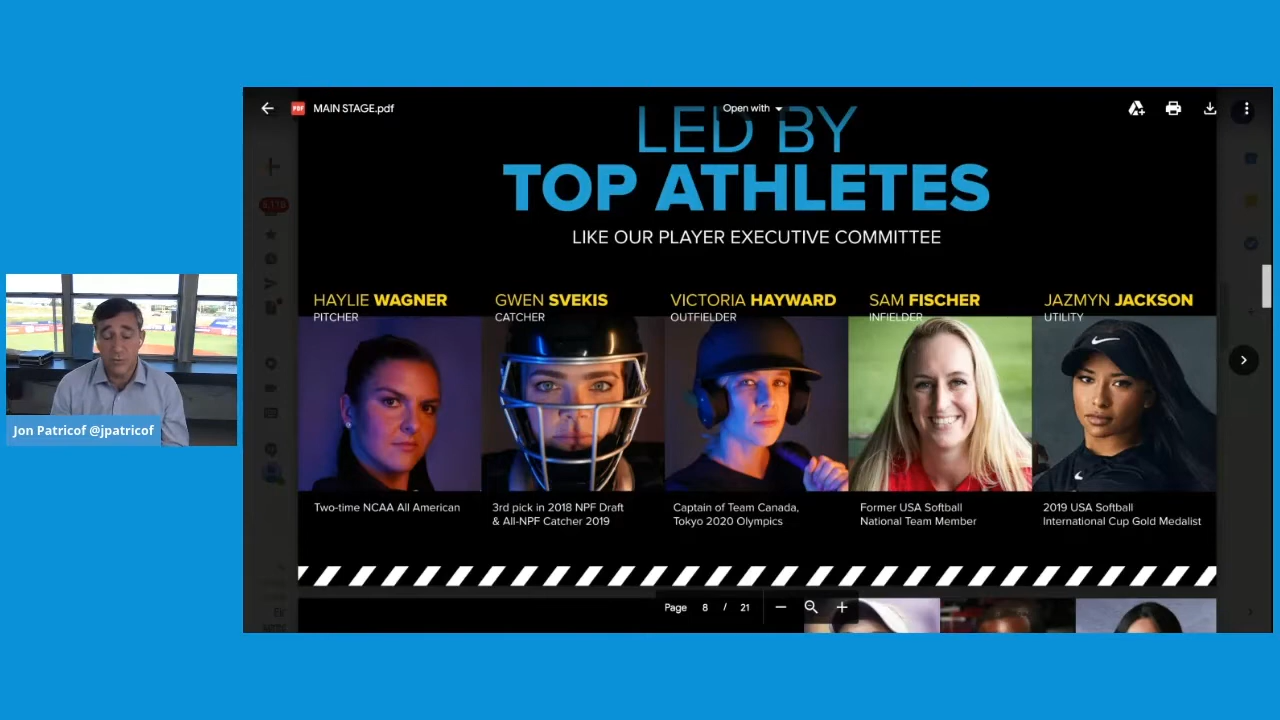 MAIN STAGE.pdf
Open with
LED BY
TOP ATHLETES
LIKE OUR PLAYER EXECUTIVE COMMITTEE
HAYLIE WAGNER
PITCHER
GWEN SVEKIS
CATCHER
VICTORIA HAYWARD
OUTFIELDER
SAM FISCHER
INFIELDER
JAZMYN JACKSON
UTILITY
Two-time NCAA All American
3rd pick in 2018 NPF Draft
& All-NPF Catcher 2019
Captain of Team Canada,
Tokyo 2020 Olympics
Former USA Softball
National Team Member
2019 USA Softball
International Cup Gold Medalist
Page 8 / 21
Jon Patricof @jpatricof